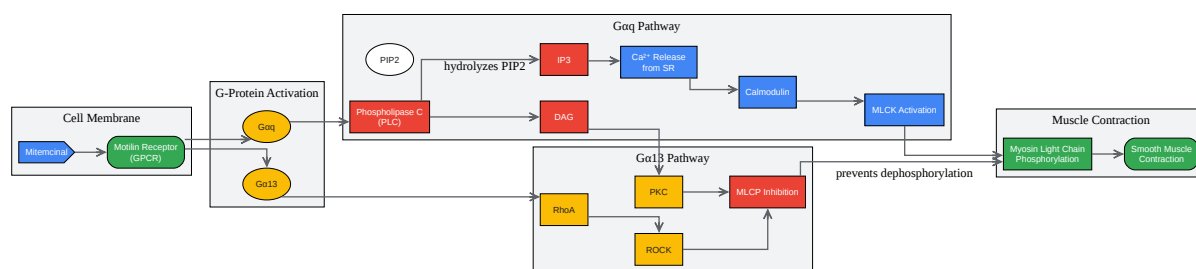 Gαq Pathway
PIP2
hydrolyzes PIP2
IP3
Ca²⁺ Release
from SR
Calmodulin
MLCK Activation
Phospholipase C
(PLC)
DAG
G-Protein Activation
Gαq
Gα13
Cell Membrane
Mitemcinal
Motilin Receptor
(GPCR)
Gα13 Pathway
PKC
MLCP Inhibition
RhoA
ROCK
prevents dephosphorylation
Muscle Contraction
Myosin Light Chain
Phosphorylation
Smooth Muscle
Contraction